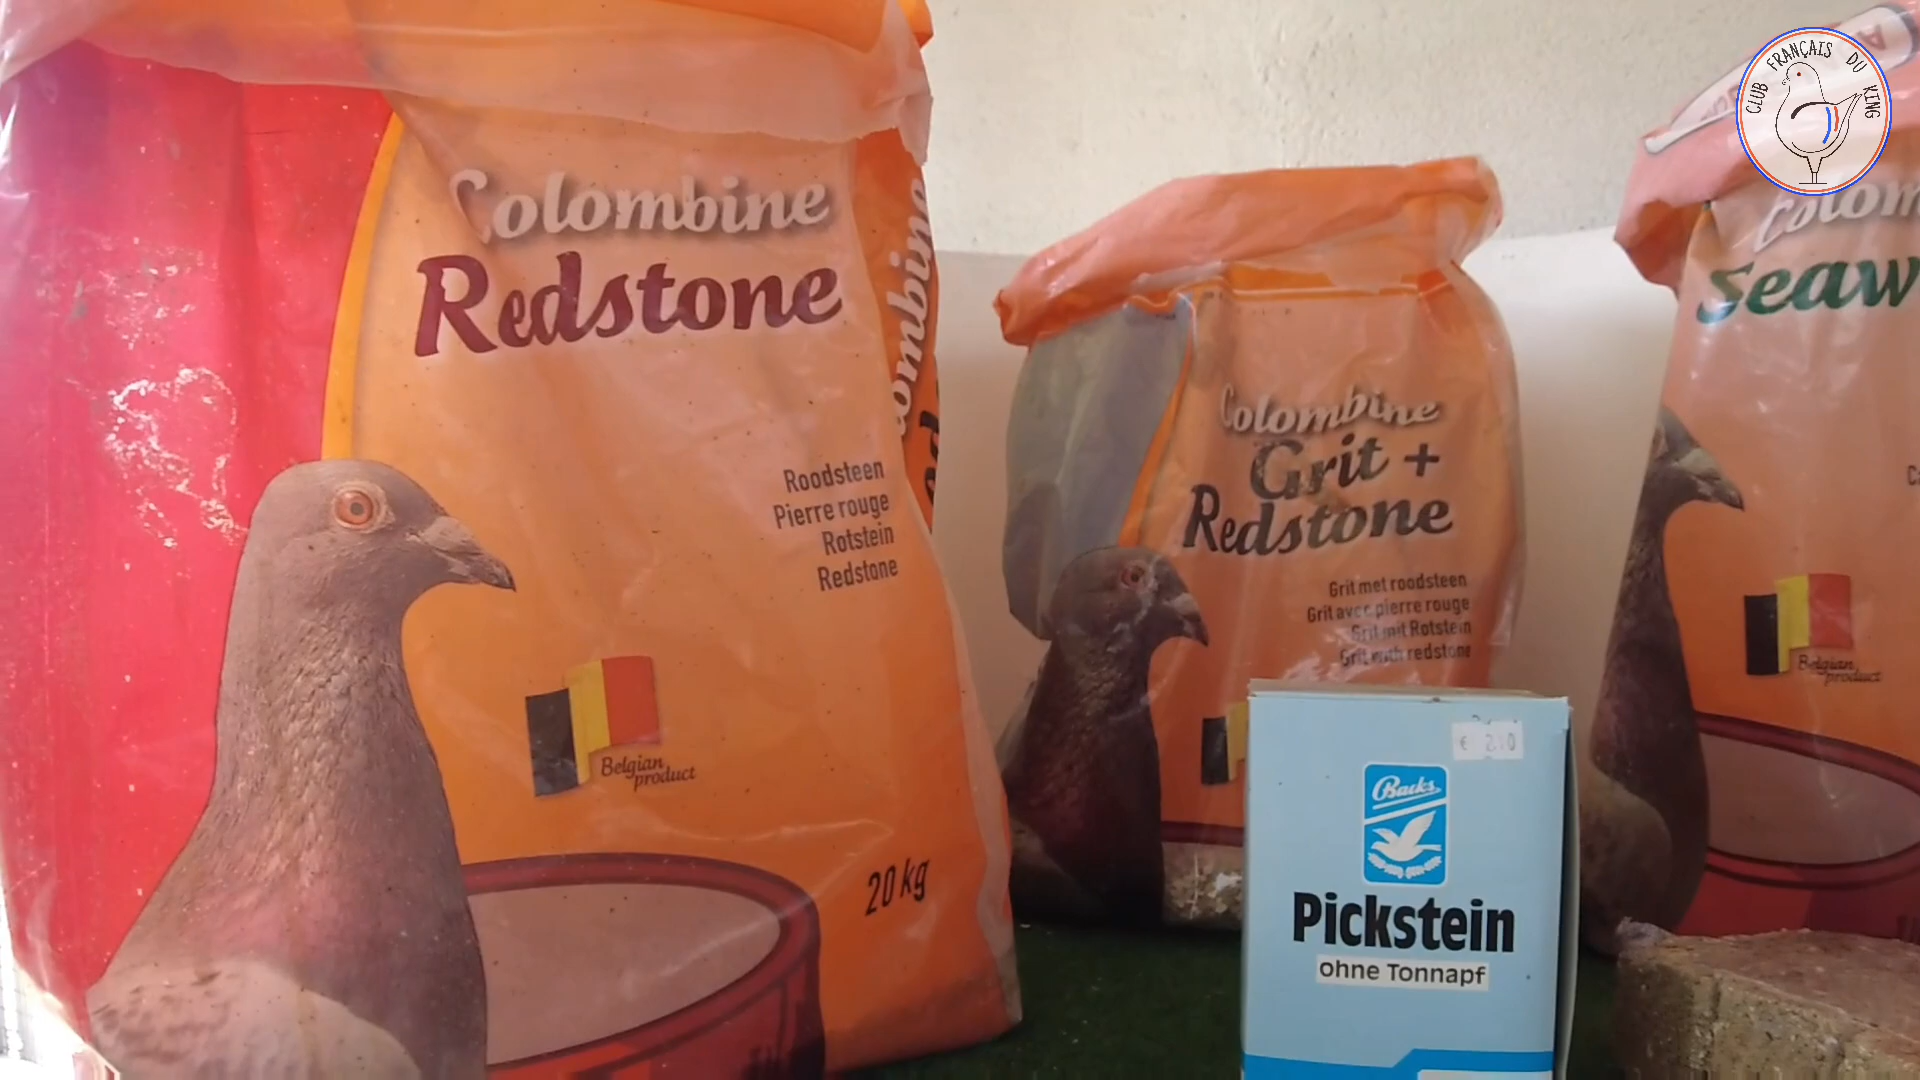 Colombine
Redstone
Roodsteen
Pierre rouge
Rotstein
Redstone
Belgian
product
20 kg
Colombine
Colombine
Grit +
Redstone
Grit met roodsteen
Grit avec pierre rouge
Grit mit Rotstein
Grit with redstone
Backs
Pickstein
ohne Tonnapf
Colom
Seaw
Belgian
product
CLUB FRANÇAIS DU KING